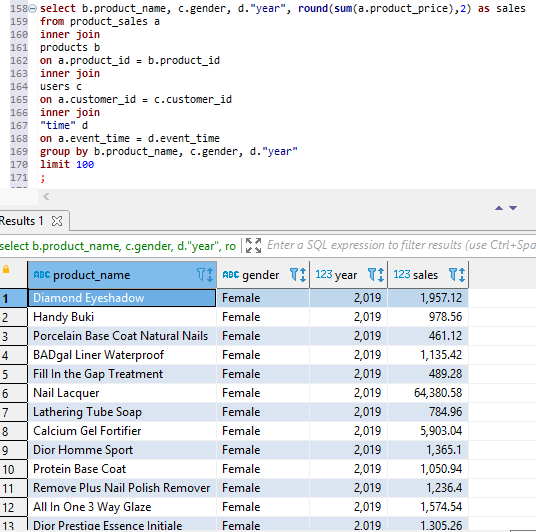 158 select b.product_name, c.gender, d."year", round(sum(a.product_price),2) as sales
159 from product_sales a
160 inner join
161 products b
162 on a.product_id = b.product_id
163 inner join
164 users c
165 on a.customer_id = c.customer_id
166 inner join
167 "time" d
168 on a.event_time = d.event_time
169 group by b.product_name, c.gender, d."year"
170 limit 100
171 ;
Results 1
select b.product_name, c.gender, d."year", ro Enter a SQL expression to filter results (use Ctrl+Spa
ABC product_name ABC gender 123 year 123 sales
1 Diamond Eyeshadow Female 2,019 1,957.12
2 Handy Buki Female 2,019 978.56
3 Porcelain Base Coat Natural Nails Female 2,019 461.12
4 BADgal Liner Waterproof Female 2,019 1,135.42
5 Fill In the Gap Treatment Female 2,019 489.28
6 Nail Lacquer Female 2,019 64,380.58
7 Lathering Tube Soap Female 2,019 784.96
8 Calcium Gel Fortifier Female 2,019 5,903.04
9 Dior Homme Sport Female 2,019 1,365.1
10 Protein Base Coat Female 2,019 1,050.94
11 Remove Plus Nail Polish Remover Female 2,019 1,236.4
12 All In One 3 Way Glaze Female 2,019 1,574.54
13 Dior Prestige Essence Initiale Female 2,019 1,305.26